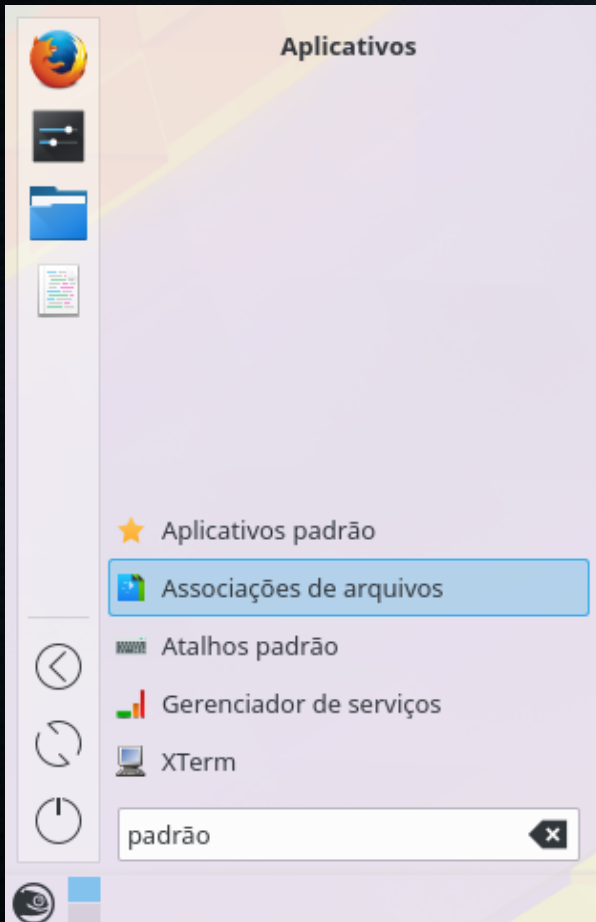 Aplicativos
Aplicativos padrão
Associações de arquivos
Atalhos padrão
Gerenciador de serviços
XTerm
padrão